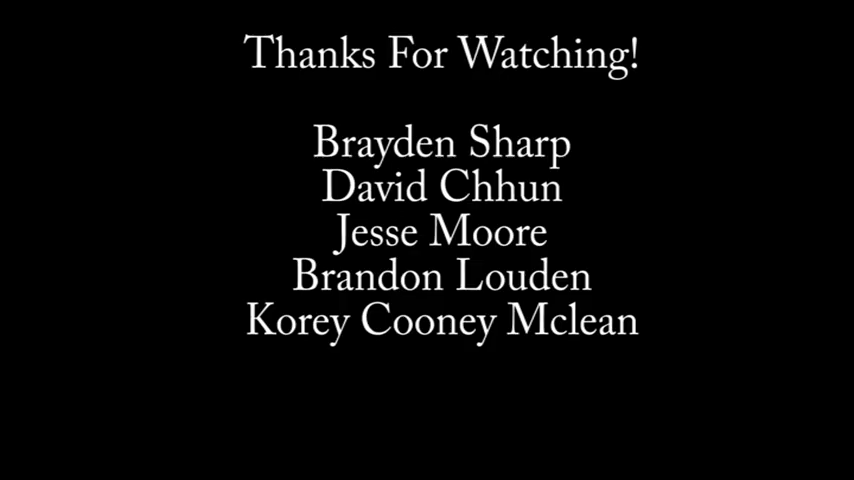 Thanks For Watching!
Brayden Sharp
David Chhun
Jesse Moore
Brandon Louden
Korey Cooney Mclean